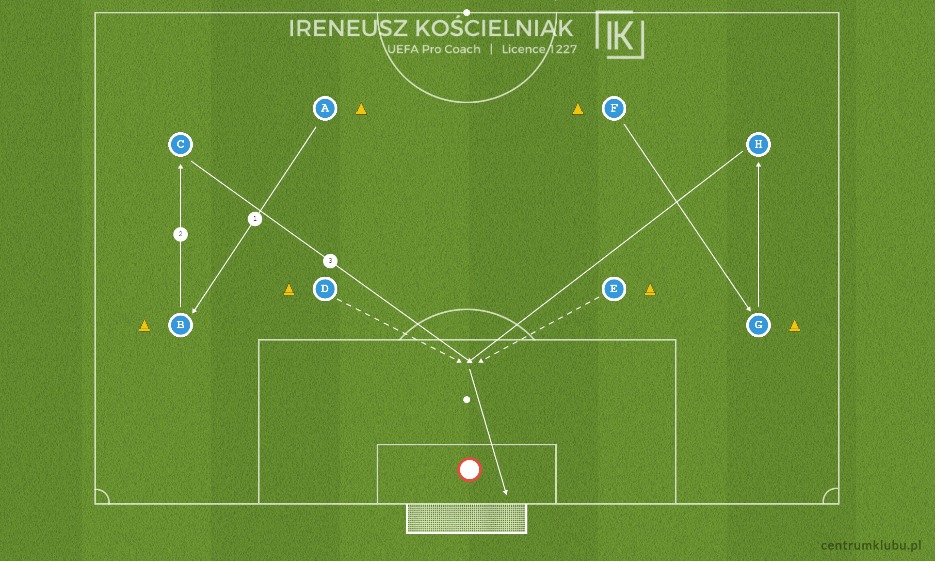 IRENEUSZ KOŚCIELNIAK
UEFA Pro Coach | Licence 1227
IK
A
F
C
H
1
2
3
D
E
B
G
centrumklubu.pl